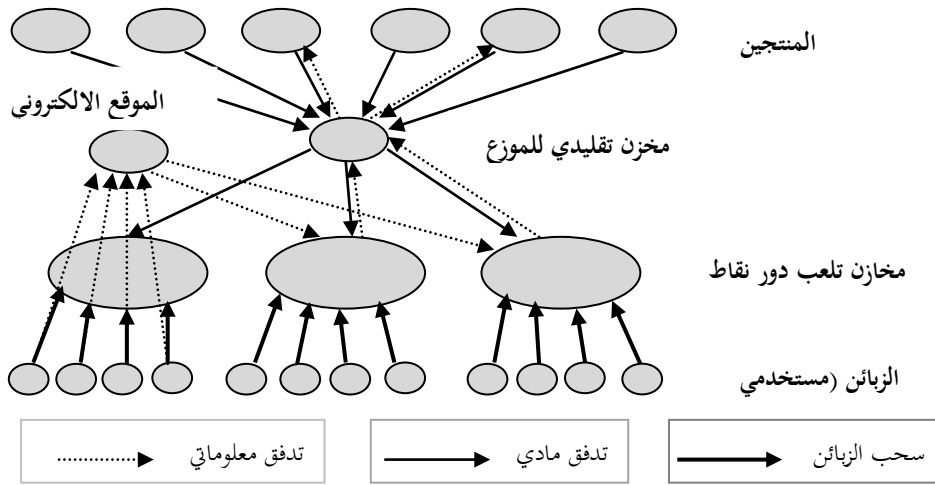 المنتجين
الموقع الالكتروني
مخزن تقليدي للموزع
مخازن تلعب دور نقاط
الزبائن (مستخدمي
سحب الزبائن
تدفق مادي
تدفق معلوماتي